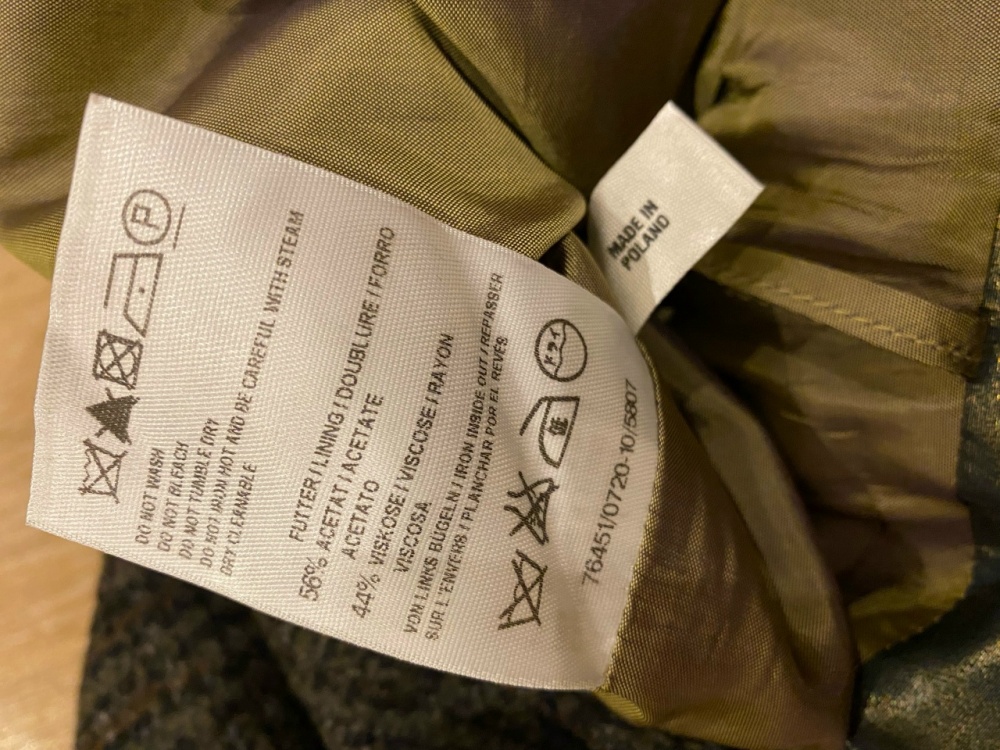 P
DO NOT WASH
DO NOT BLEACH
DO NOT TUMBLE DRY
DO NOT IRON HOT AND BE CAREFUL WITH STEAM
DRY CLEANABLE
FUTTER / LINING / DOUBLURE / FORRO
56% ACETAT / ACETATE
ACETATO
44% VISKOSE / VISCOSE / RAYON
VISCOSA
VON LINKS BÜGELN / IRON INSIDE OUT / REPASSER
SUR L'ENVERS / PLANCHAR POR EL REVÉS
76451/0720-10/5807
MADE IN
POLAND